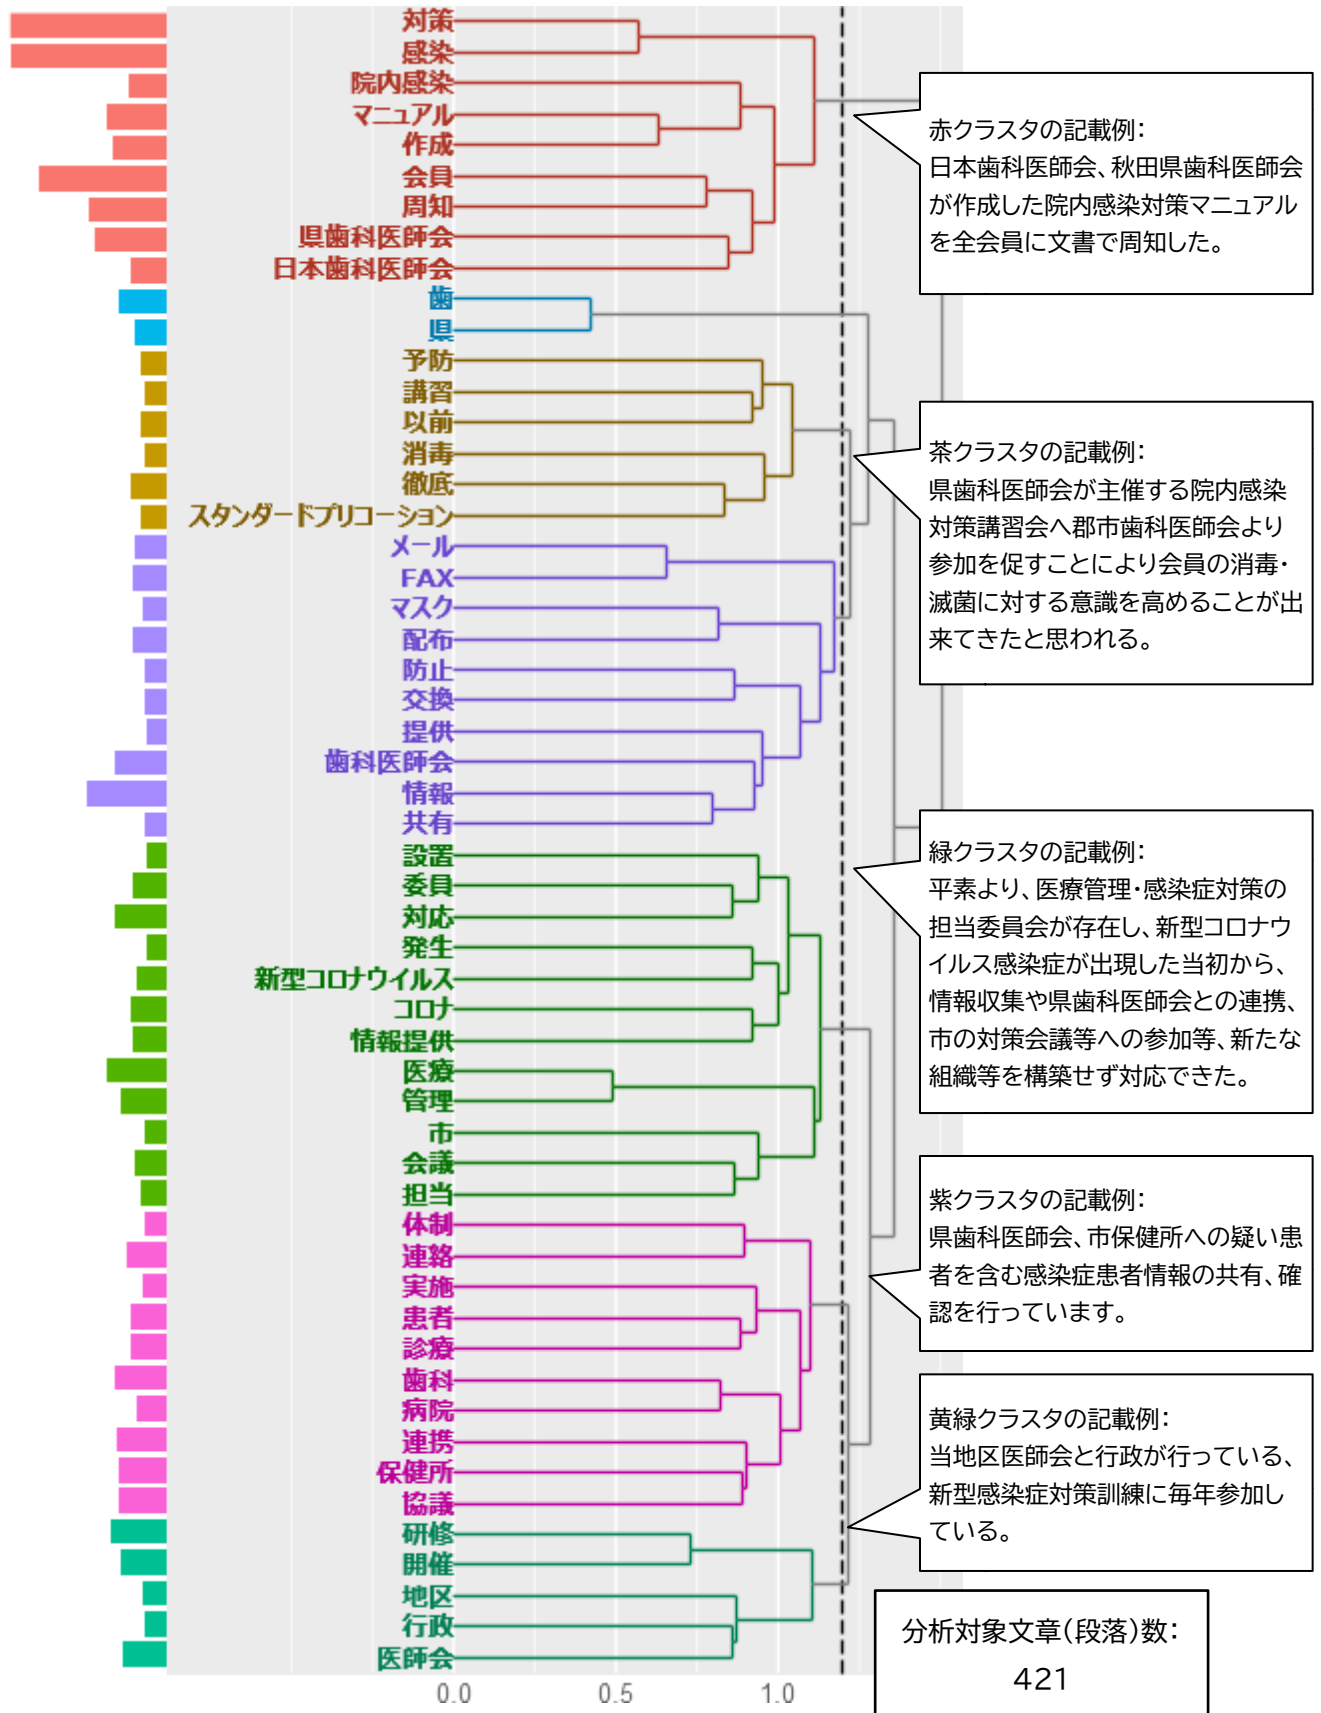 対策
感染
院内感染
マニュアル
作成
会員
周知
県歯科医師会
日本歯科医師会
歯
県
予防
講習
以前
消毒
徹底
スタンダードプリコーション
メール
FAX
マスク
配布
防止
交換
提供
歯科医師会
情報
共有
設置
委員
対応
発生
新型コロナウイルス
コロナ
情報提供
医療
管理
市
会議
担当
体制
連絡
実施
患者
診療
歯科
病院
連携
保健所
協議
研修
開催
地区
行政
医師会
0.0 0.5 1.0
赤クラスタの記載例：
日本歯科医師会、秋田県歯科医師会
が作成した院内感染対策マニュアル
を全会員に文書で周知した。
茶クラスタの記載例：
県歯科医師会が主催する院内感染
対策講習会へ郡市歯科医師会より
参加を促すことにより会員の消毒・
滅菌に対する意識を高めることが出
来てきたと思われる。
緑クラスタの記載例：
平素より、医療管理・感染症対策の
担当委員会が存在し、新型コロナウ
イルス感染症が出現した当初から、
情報収集や県歯科医師会との連携、
市の対策会議等への参加等、新たな
組織等を構築せず対応できた。
紫クラスタの記載例：
県歯科医師会、市保健所への疑い患
者を含む感染症患者情報の共有、確
認を行っています。
黄緑クラスタの記載例：
当地区医師会と行政が行っている、
新型感染症対策訓練に毎年参加し
ている。
分析対象文章（段落）数：
421